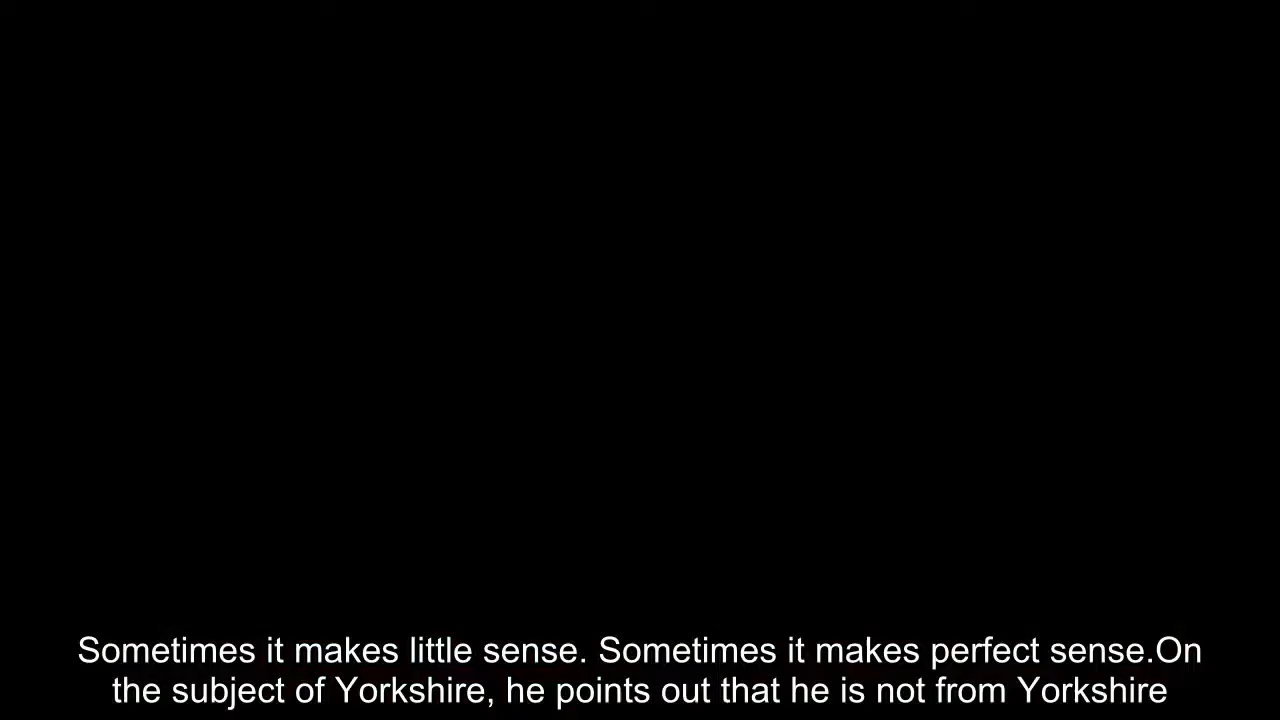 Sometimes it makes little sense. Sometimes it makes perfect sense.On
the subject of Yorkshire, he points out that he is not from Yorkshire